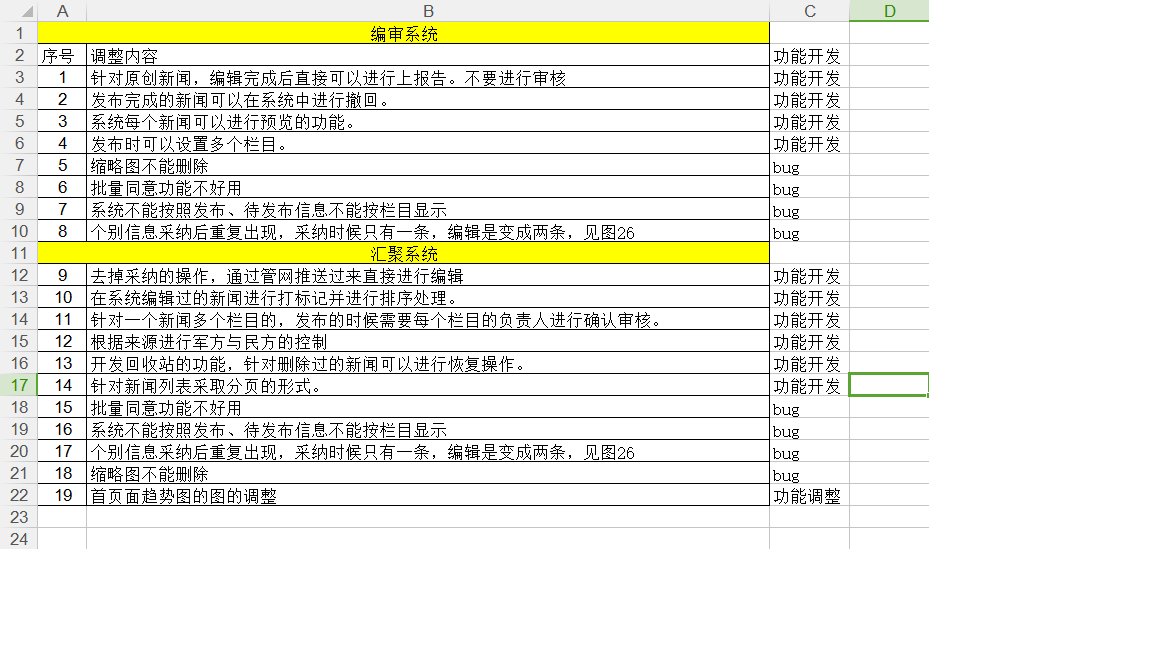 A B C D
1 编审系统
2 序号 调整内容 功能开发
3 1 针对原创新闻，编辑完成后直接可以进行上报告。不要进行审核 功能开发
4 2 发布完成的新闻可以在系统中进行撤回。 功能开发
5 3 系统每个新闻可以进行预览的功能。 功能开发
6 4 发布时可以设置多个栏目。 功能开发
7 5 缩略图不能删除 bug
8 6 批量同意功能不好用 bug
9 7 系统不能按照发布、待发布信息不能按栏目显示 bug
10 8 个别信息采纳后重复出现，采纳时候只有一条，编辑是变成两条，见图26 bug
11 汇聚系统
12 9 去掉采纳的操作，通过管网推送过来直接进行编辑 功能开发
13 10 在系统编辑过的新闻进行打标记并进行排序处理。 功能开发
14 11 针对一个新闻多个栏目的，发布的时候需要每个栏目的负责人进行确认审核。 功能开发
15 12 根据来源进行军方与民方的控制 功能开发
16 13 开发回收站的功能，针对删除过的新闻可以进行恢复操作。 功能开发
17 14 针对新闻列表采取分页的形式。 功能开发
18 15 批量同意功能不好用 bug
19 16 系统不能按照发布、待发布信息不能按栏目显示 bug
20 17 个别信息采纳后重复出现，采纳时候只有一条，编辑是变成两条，见图26 bug
21 18 缩略图不能删除 bug
22 19 首页面趋势图的图的调整 功能调整
23
24